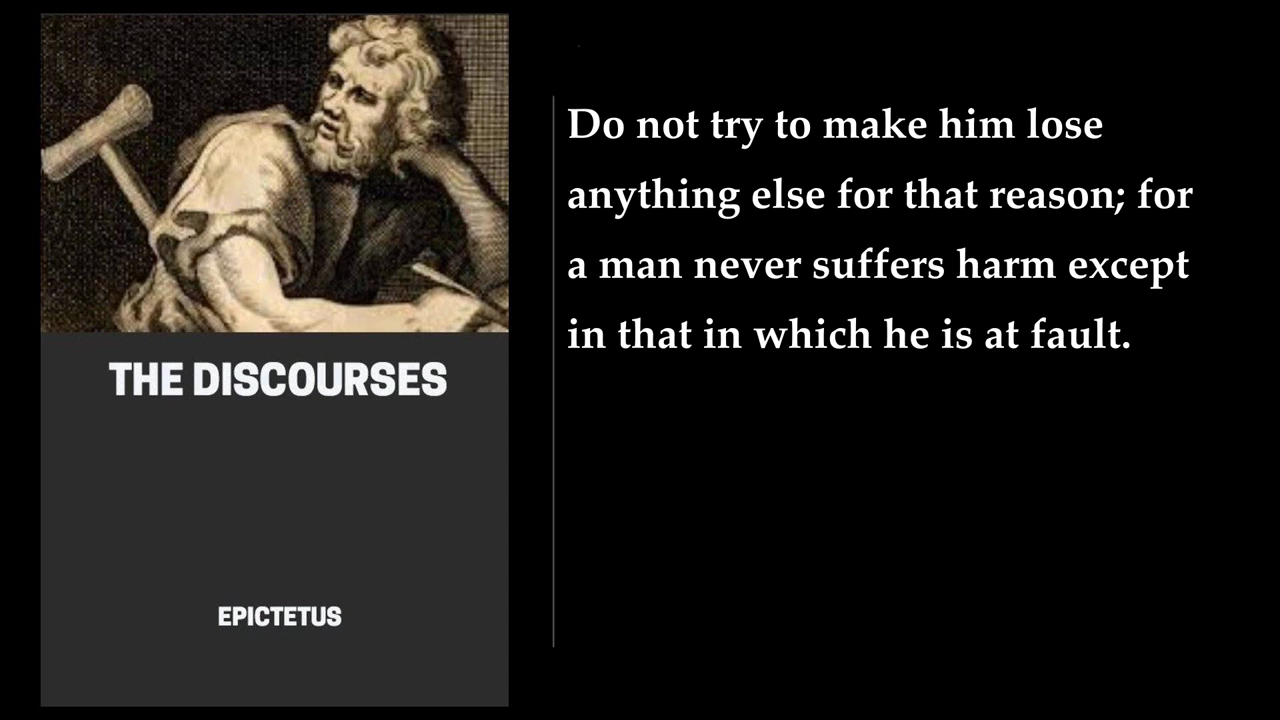 THE DISCOURSES
EPICTETUS
Do not try to make him lose
anything else for that reason; for
a man never suffers harm except
in that in which he is at fault.